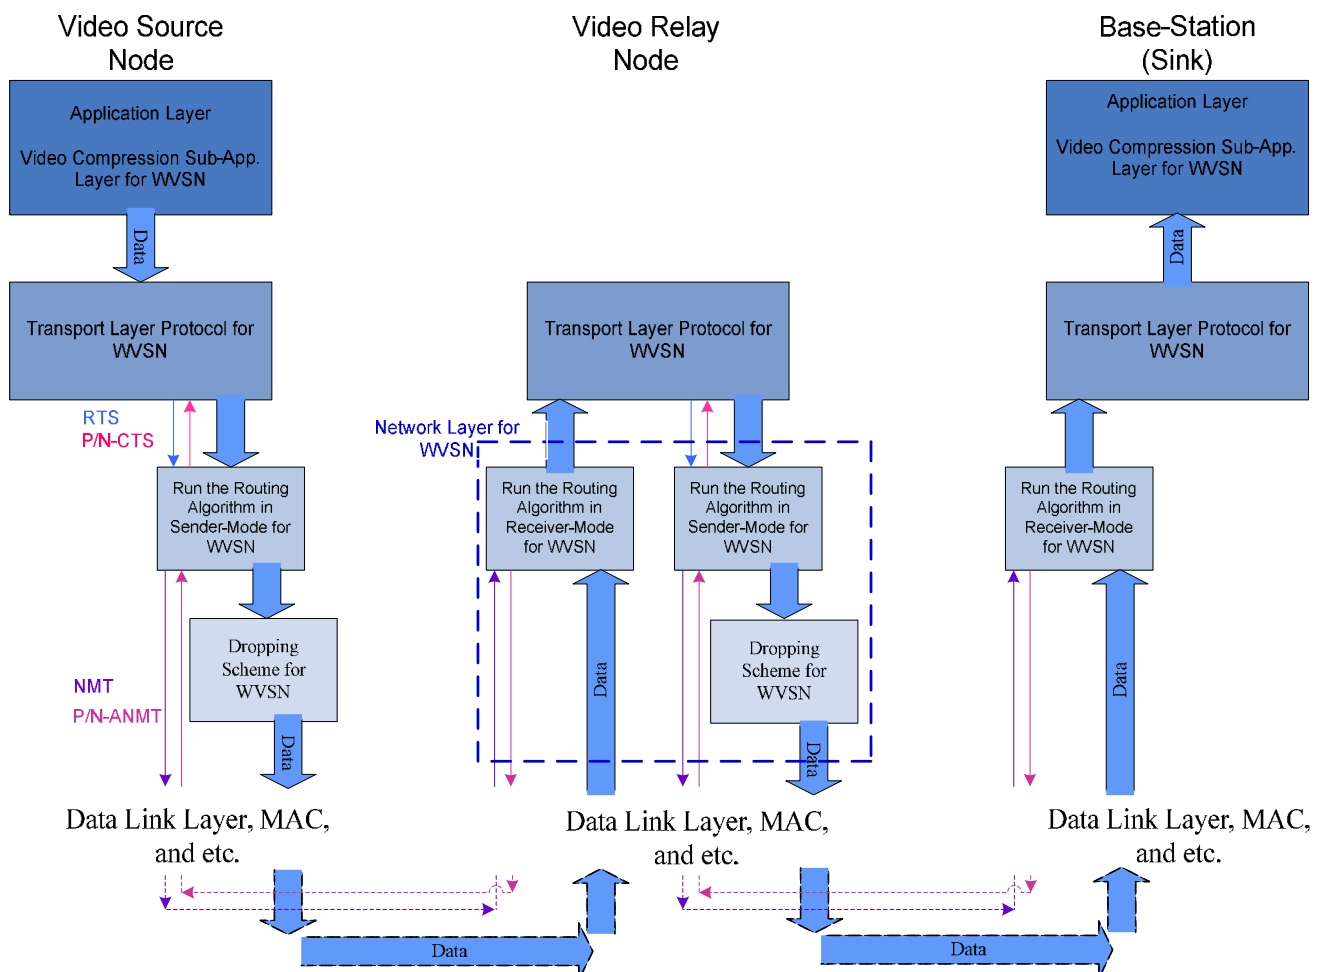 Video Source
Node
Video Relay
Node
Base-Station
(Sink)
Application Layer
Video Compression Sub-App.
Layer for WVSN
Application Layer
Video Compression Sub-App.
Layer for WVSN
Data
Data
Transport Layer Protocol for
WVSN
Transport Layer Protocol for
WVSN
Transport Layer Protocol for
WVSN
RTS
P/N-CTS
Network Layer for
WVSN
Run the Routing
Algorithm in
Sender-Mode for
WVSN
Run the Routing
Algorithm in
Receiver-Mode
for WVSN
Run the Routing
Algorithm in
Sender-Mode for
WVSN
Run the Routing
Algorithm in
Receiver-Mode
for WVSN
Dropping
Scheme for
WVSN
Dropping
Scheme for
WVSN
NMT
P/N-ANMT
Data
Data
Data
Data
Data Link Layer, MAC,
and etc.
Data Link Layer, MAC,
and etc.
Data Link Layer, MAC,
and etc.
Data
Data